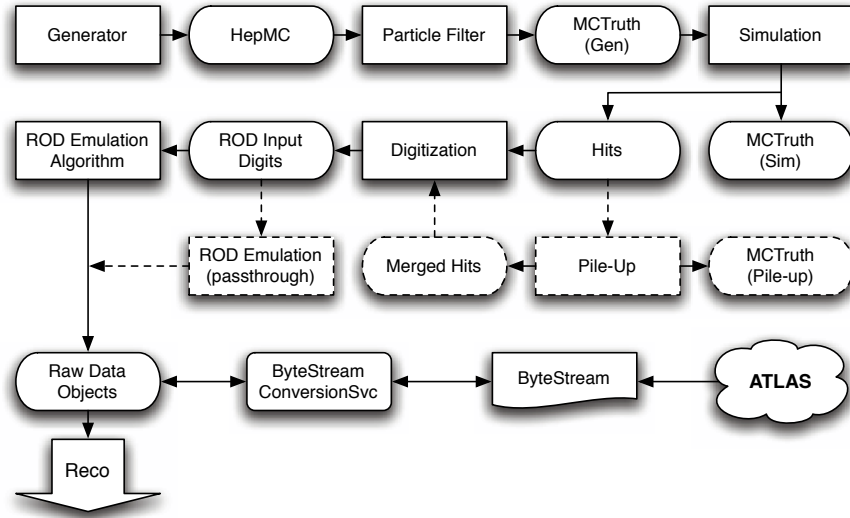 Generator
HepMC
Particle Filter
MCTruth
(Gen)
Simulation
ROD Emulation
Algorithm
ROD Input
Digits
Digitization
Hits
MCTruth
(Sim)
ROD Emulation
(passthrough)
Merged Hits
Pile-Up
MCTruth
(Pile-up)
Raw Data
Objects
ByteStream
ConversionSvc
ByteStream
ATLAS
Reco